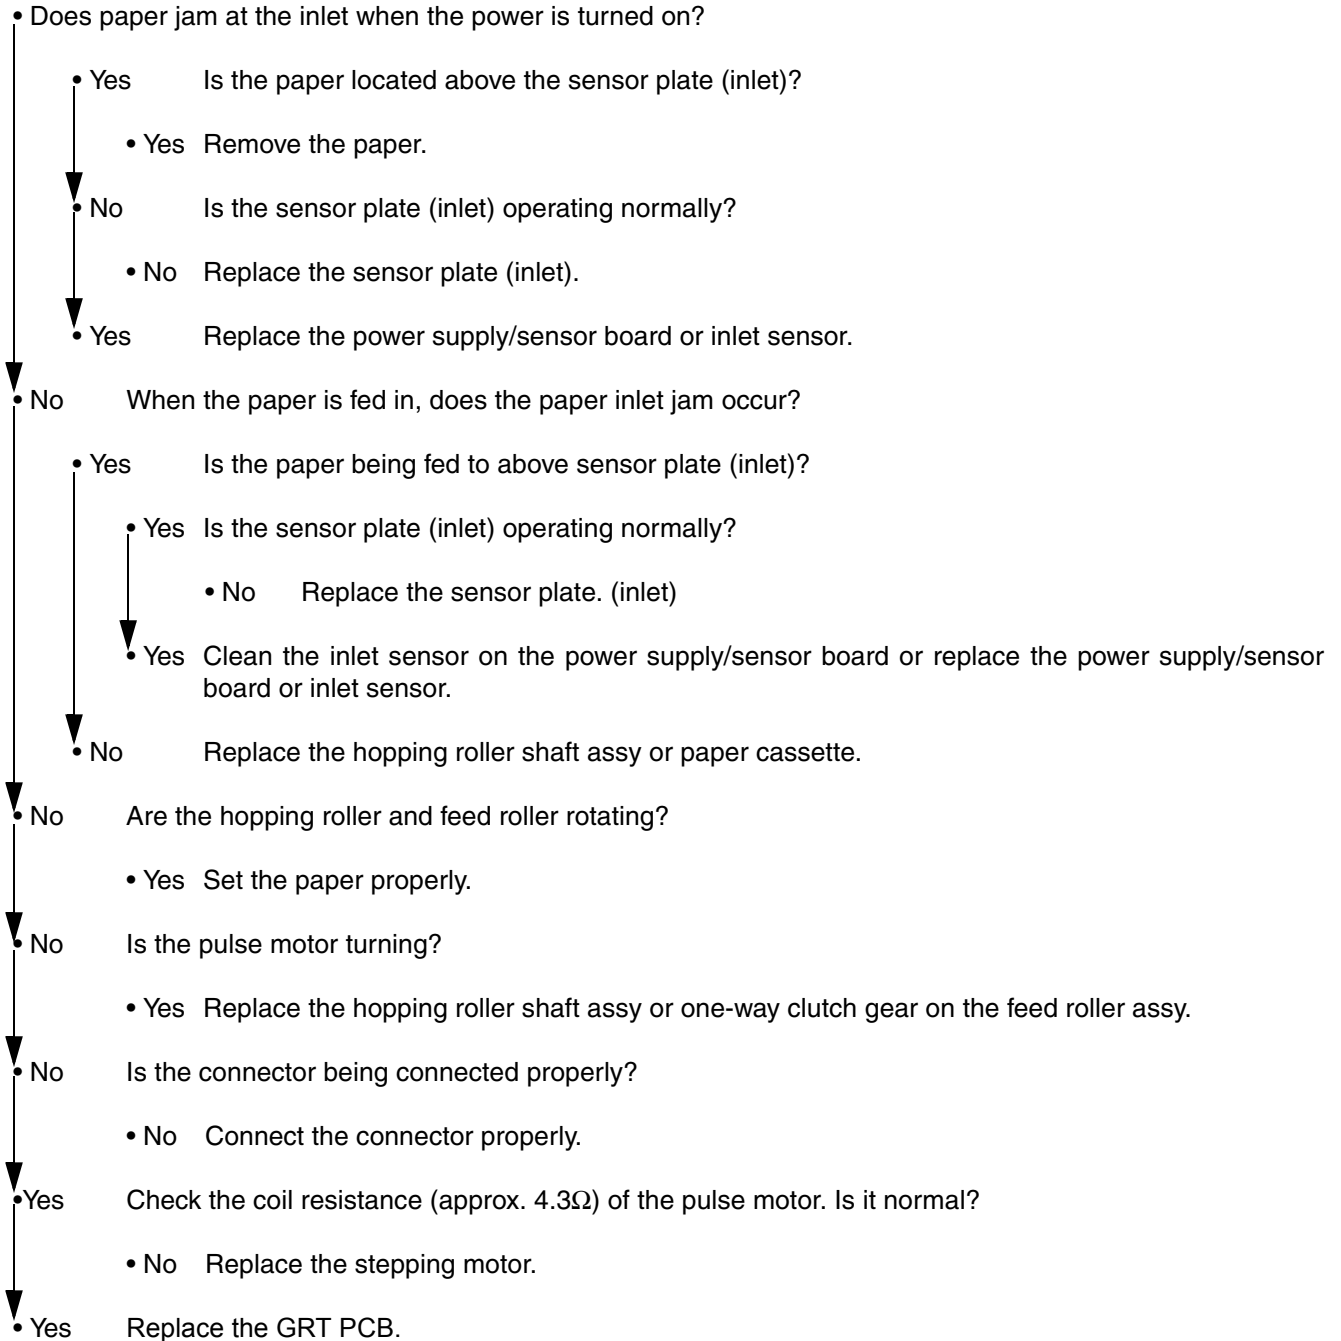 • Does paper jam at the inlet when the power is turned on?
• Yes Is the paper located above the sensor plate (inlet)?
• Yes Remove the paper.
• No Is the sensor plate (inlet) operating normally?
• No Replace the sensor plate (inlet).
• Yes Replace the power supply/sensor board or inlet sensor.
• No When the paper is fed in, does the paper inlet jam occur?
• Yes Is the paper being fed to above sensor plate (inlet)?
• Yes Is the sensor plate (inlet) operating normally?
• No Replace the sensor plate. (inlet)
• Yes Clean the inlet sensor on the power supply/sensor board or replace the power supply/sensor
board or inlet sensor.
• No Replace the hopping roller shaft assy or paper cassette.
• No Are the hopping roller and feed roller rotating?
• Yes Set the paper properly.
• No Is the pulse motor turning?
• Yes Replace the hopping roller shaft assy or one-way clutch gear on the feed roller assy.
• No Is the connector being connected properly?
• No Connect the connector properly.
•Yes Check the coil resistance (approx. 4.3Ω) of the pulse motor. Is it normal?
• No Replace the stepping motor.
• Yes Replace the GRT PCB.